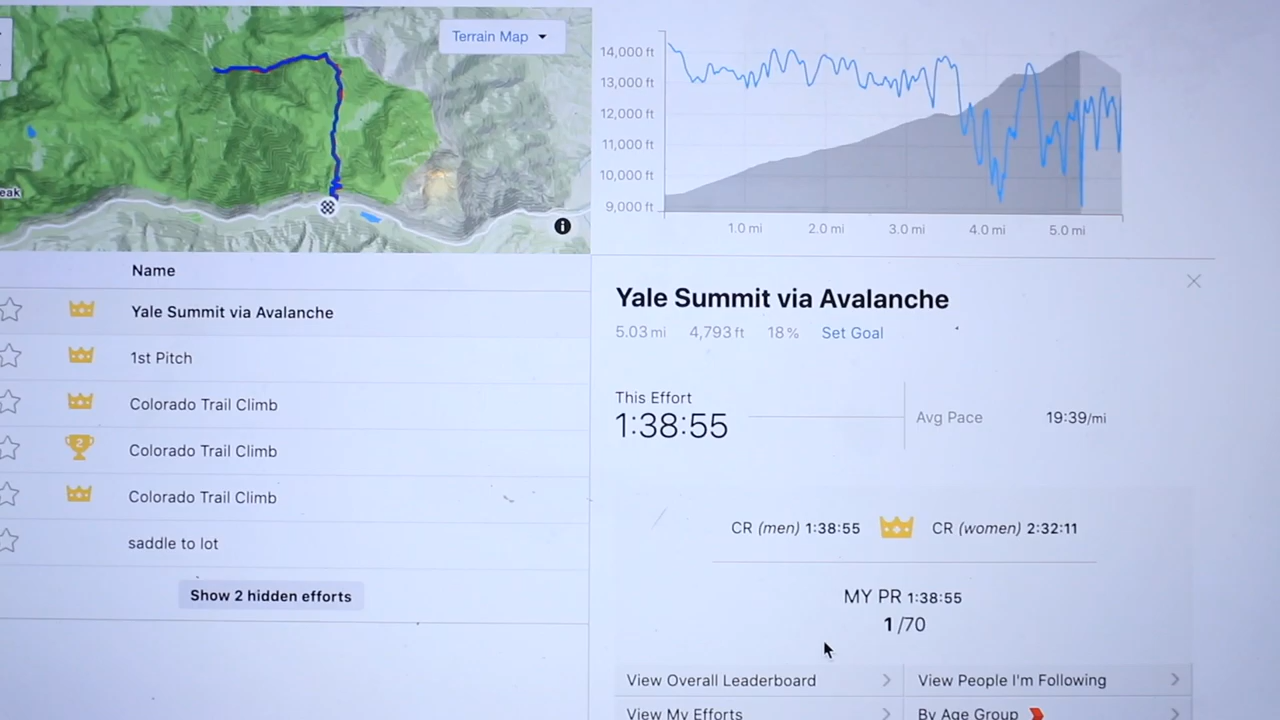 Terrain Map
eak
14,000 ft
13,000 ft
12,000 ft
11,000 ft
10,000 ft
9,000 ft
1.0 mi 2.0 mi 3.0 mi 4.0 mi 5.0 mi
Name
Yale Summit via Avalanche
1st Pitch
Colorado Trail Climb
2
Colorado Trail Climb
Colorado Trail Climb
saddle to lot
Show 2 hidden efforts
Yale Summit via Avalanche
5.03 mi 4,793 ft 18% Set Goal
This Effort
1:38:55
Avg Pace 19:39/mi
CR (men) 1:38:55 CR (women) 2:32:11
MY PR 1:38:55
1 /70
View Overall Leaderboard
View People I'm Following
View My Efforts
By Age Group